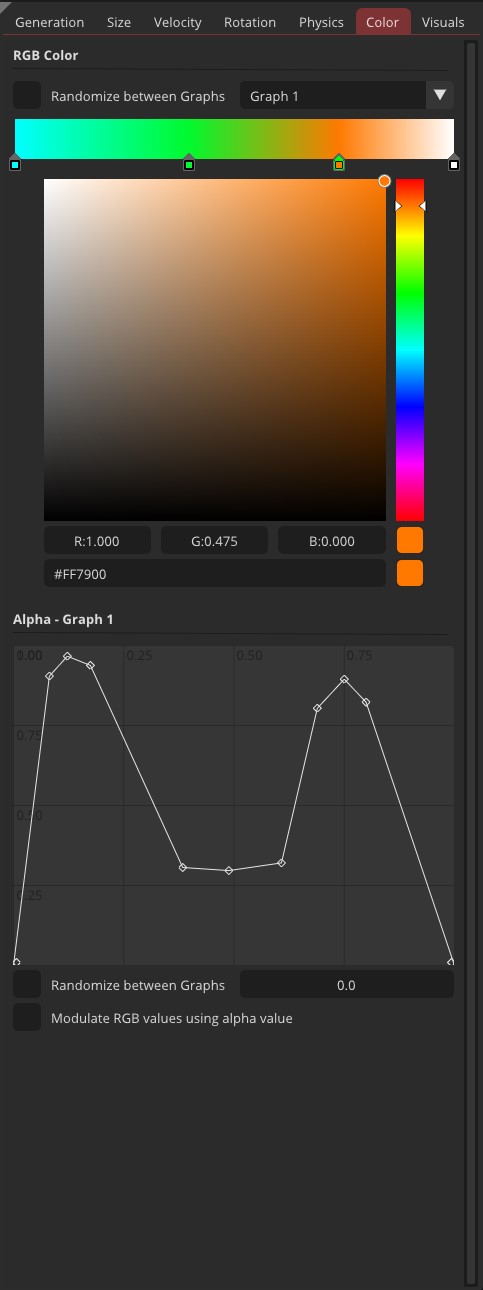 Generation Size Velocity Rotation Physics Color Visuals
RGB Color
Randomize between Graphs Graph 1
R:1.000 G:0.475 B:0.000
#FF7900
Alpha - Graph 1
0.25 0.50 0.75
0.75
0.50
0.25
Randomize between Graphs 0.0
Modulate RGB values using alpha value